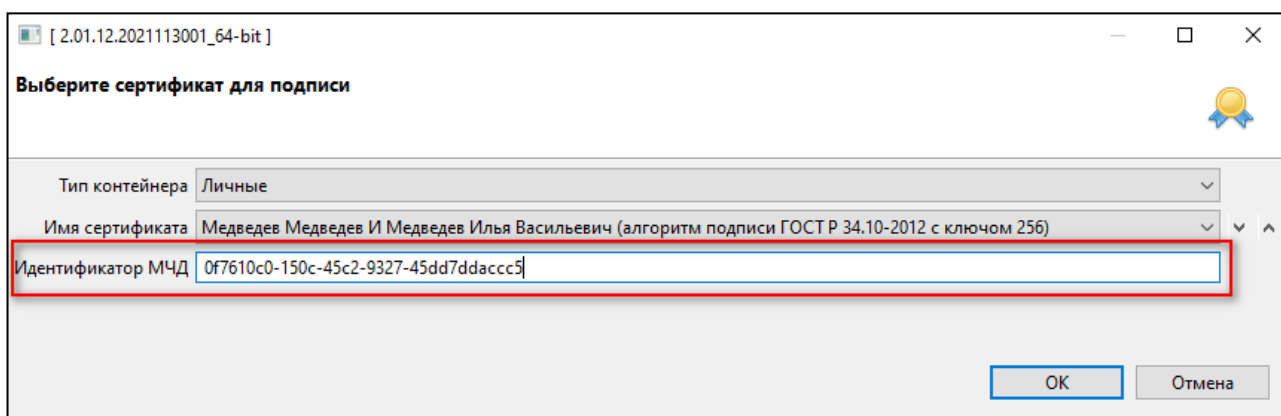 [ 2.01.12.2021113001_64-bit ]
Выберите сертификат для подписи
Тип контейнера Личные
Имя сертификата Медведев Медведев И Медведев Илья Васильевич (алгоритм подписи ГОСТ Р 34.10-2012 с ключом 256)
Идентификатор МЧД 0f7610c0-150c-45c2-9327-45dd7ddaccc5
ОК Отмена